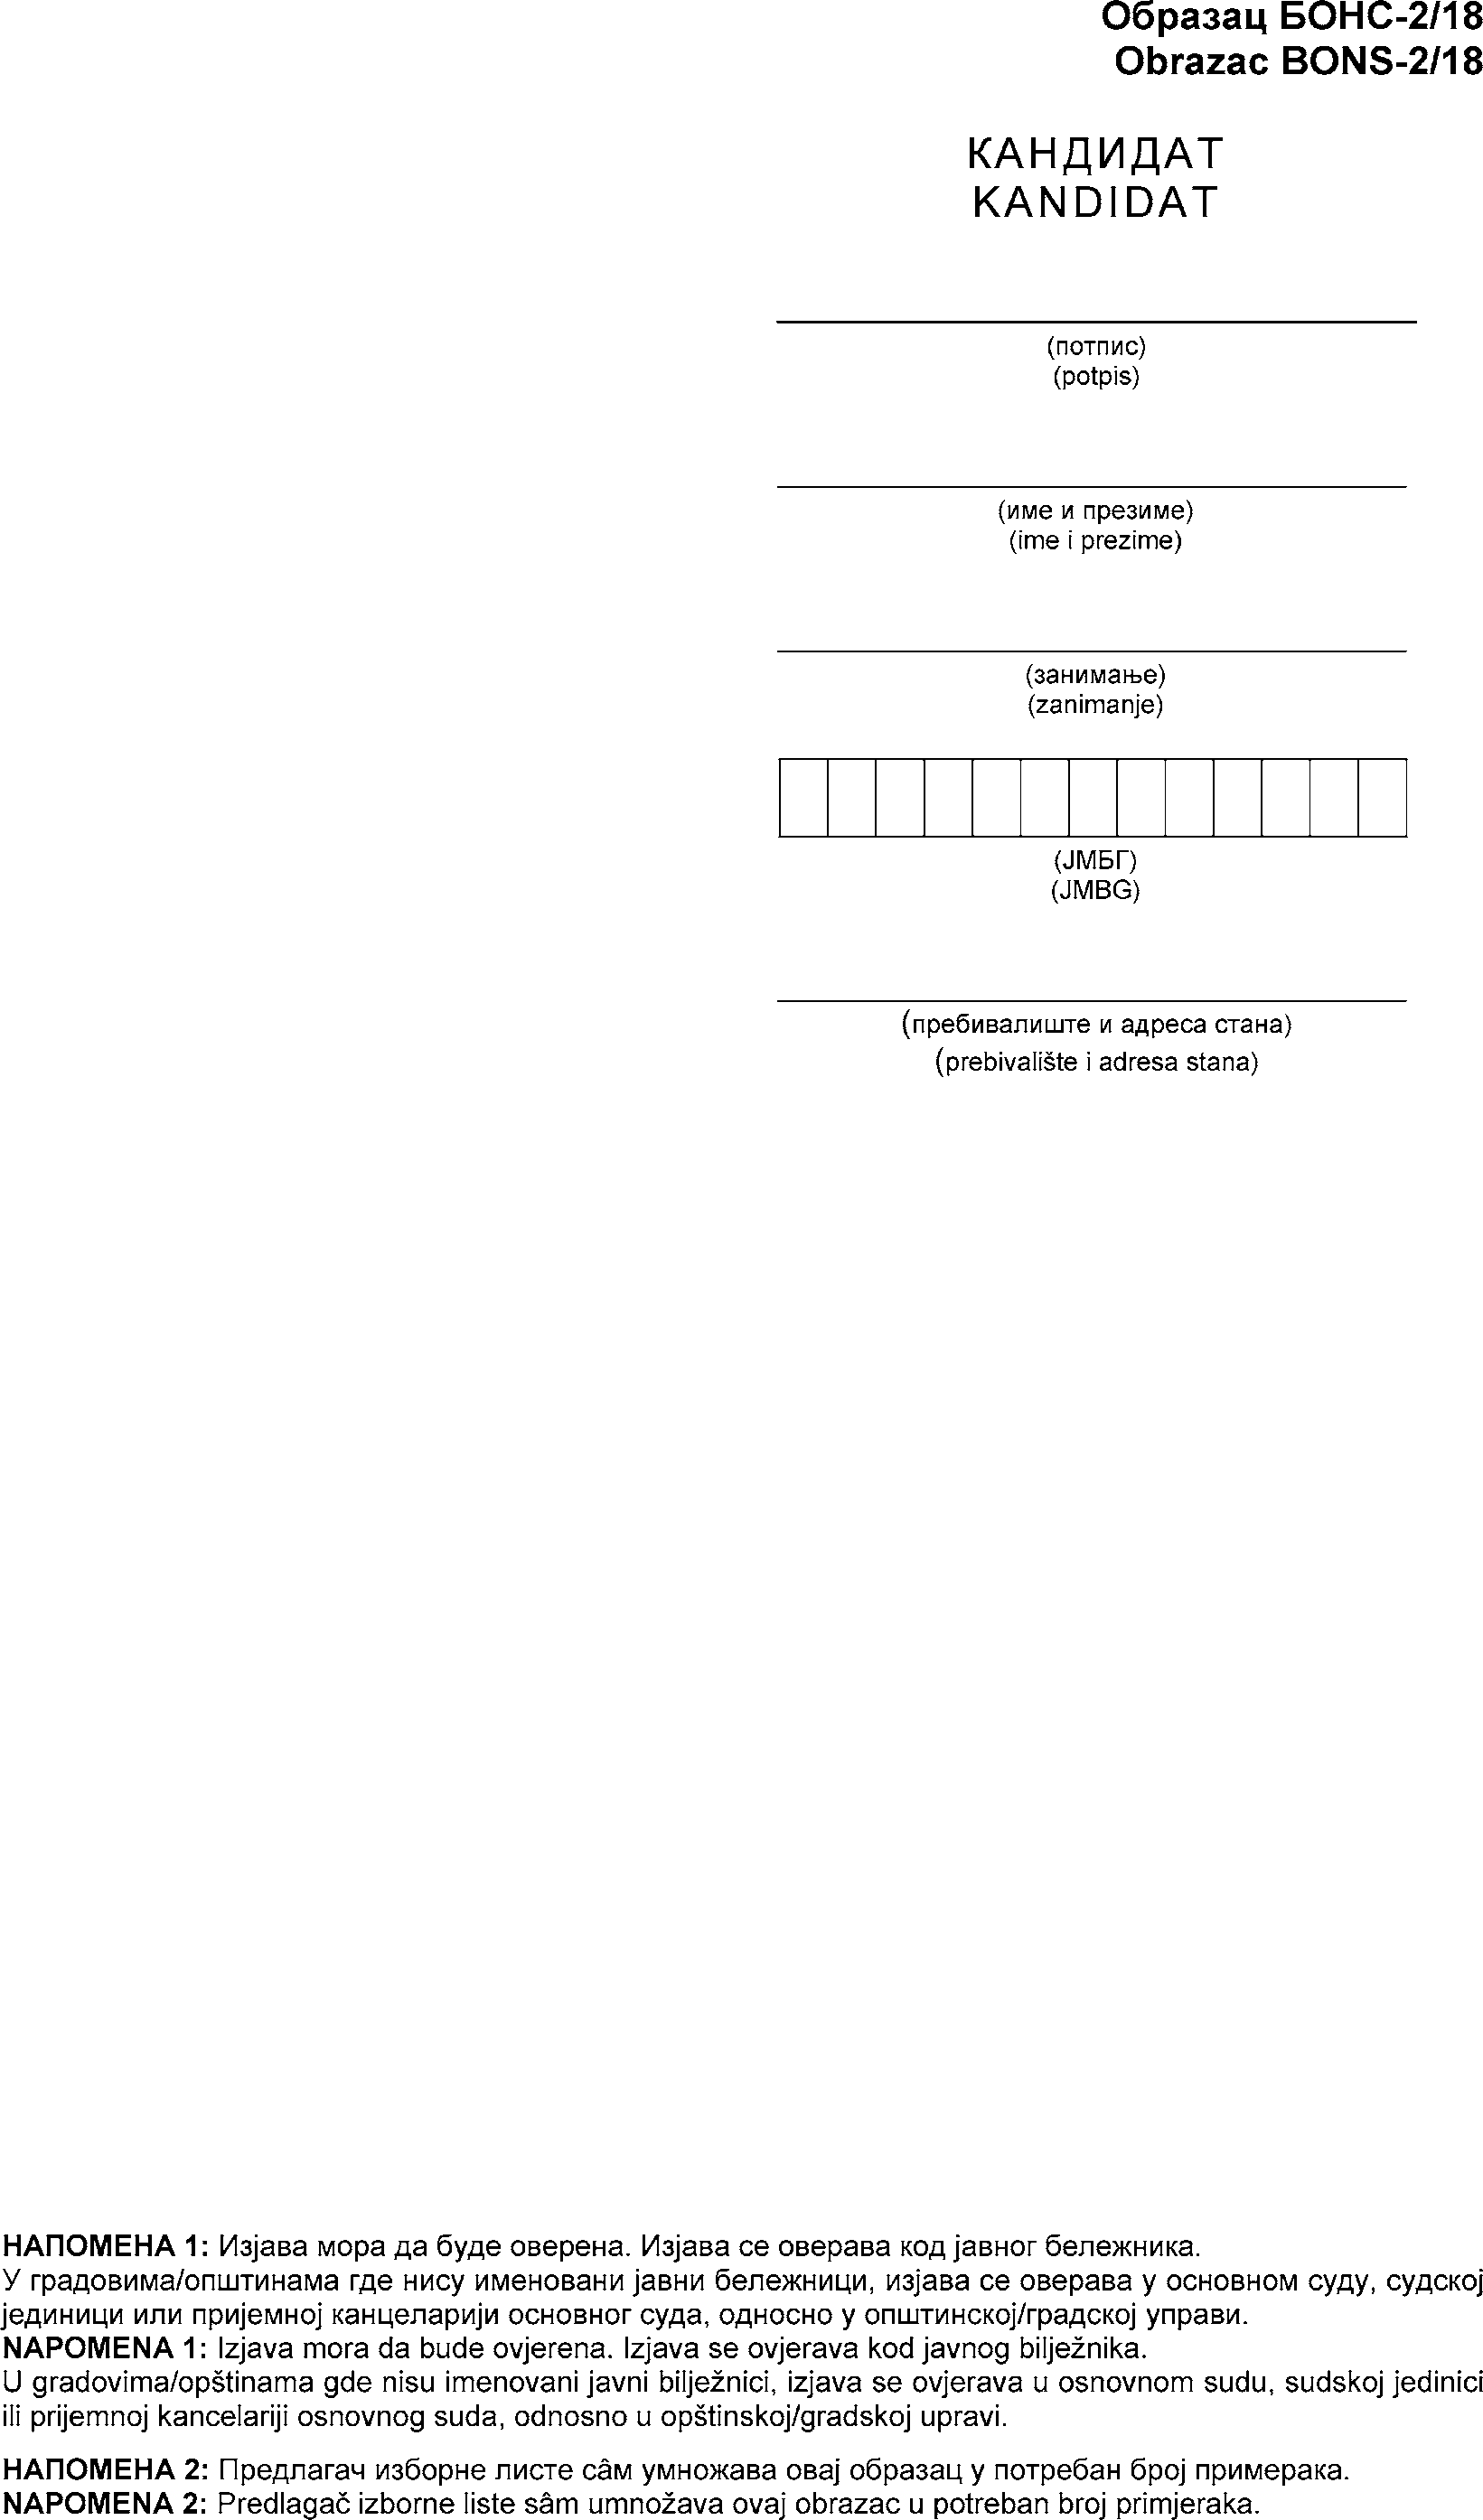 Образац БОНС-2/18
Obrazac BONS-2/18
КАНДИДАТ
KANDIDAT
(потпис)
(potpis)
(име и презиме)
(ime i prezime)
(занимање)
(zanimanje)
(ЈМБГ)
(JMBG)
(пребивалиште и адреса стана)
(prebivalište i adresa stana)
НАПОМЕНА 1: Изјава мора да буде оверена. Изјава се оверава код јавног бележника.
У градовима/општинама где нису именовани јавни бележници, изјава се оверава у основном суду, судској
јединици или пријемној канцеларији основног суда, односно у општинској/градској управи.
NAPOMENA 1: Izjava mora da bude ovjerena. Izjava se ovjerava kod javnog bilježnika.
U gradovima/opštinama gde nisu imenovani javni bilježnici, izjava se ovjerava u osnovnom sudu, sudskoj jedinici
ili prijemnoj kancelariji osnovnog suda, odnosno u opštinskoj/gradskoj upravi.
НАПОМЕНА 2: Предлагач изборне листе сâм умножава овај образац у потребан број примерака.
NAPOMENA 2: Predlagač izborne liste sâm umnožava ovaj obrazac u potreban broj primjeraka.